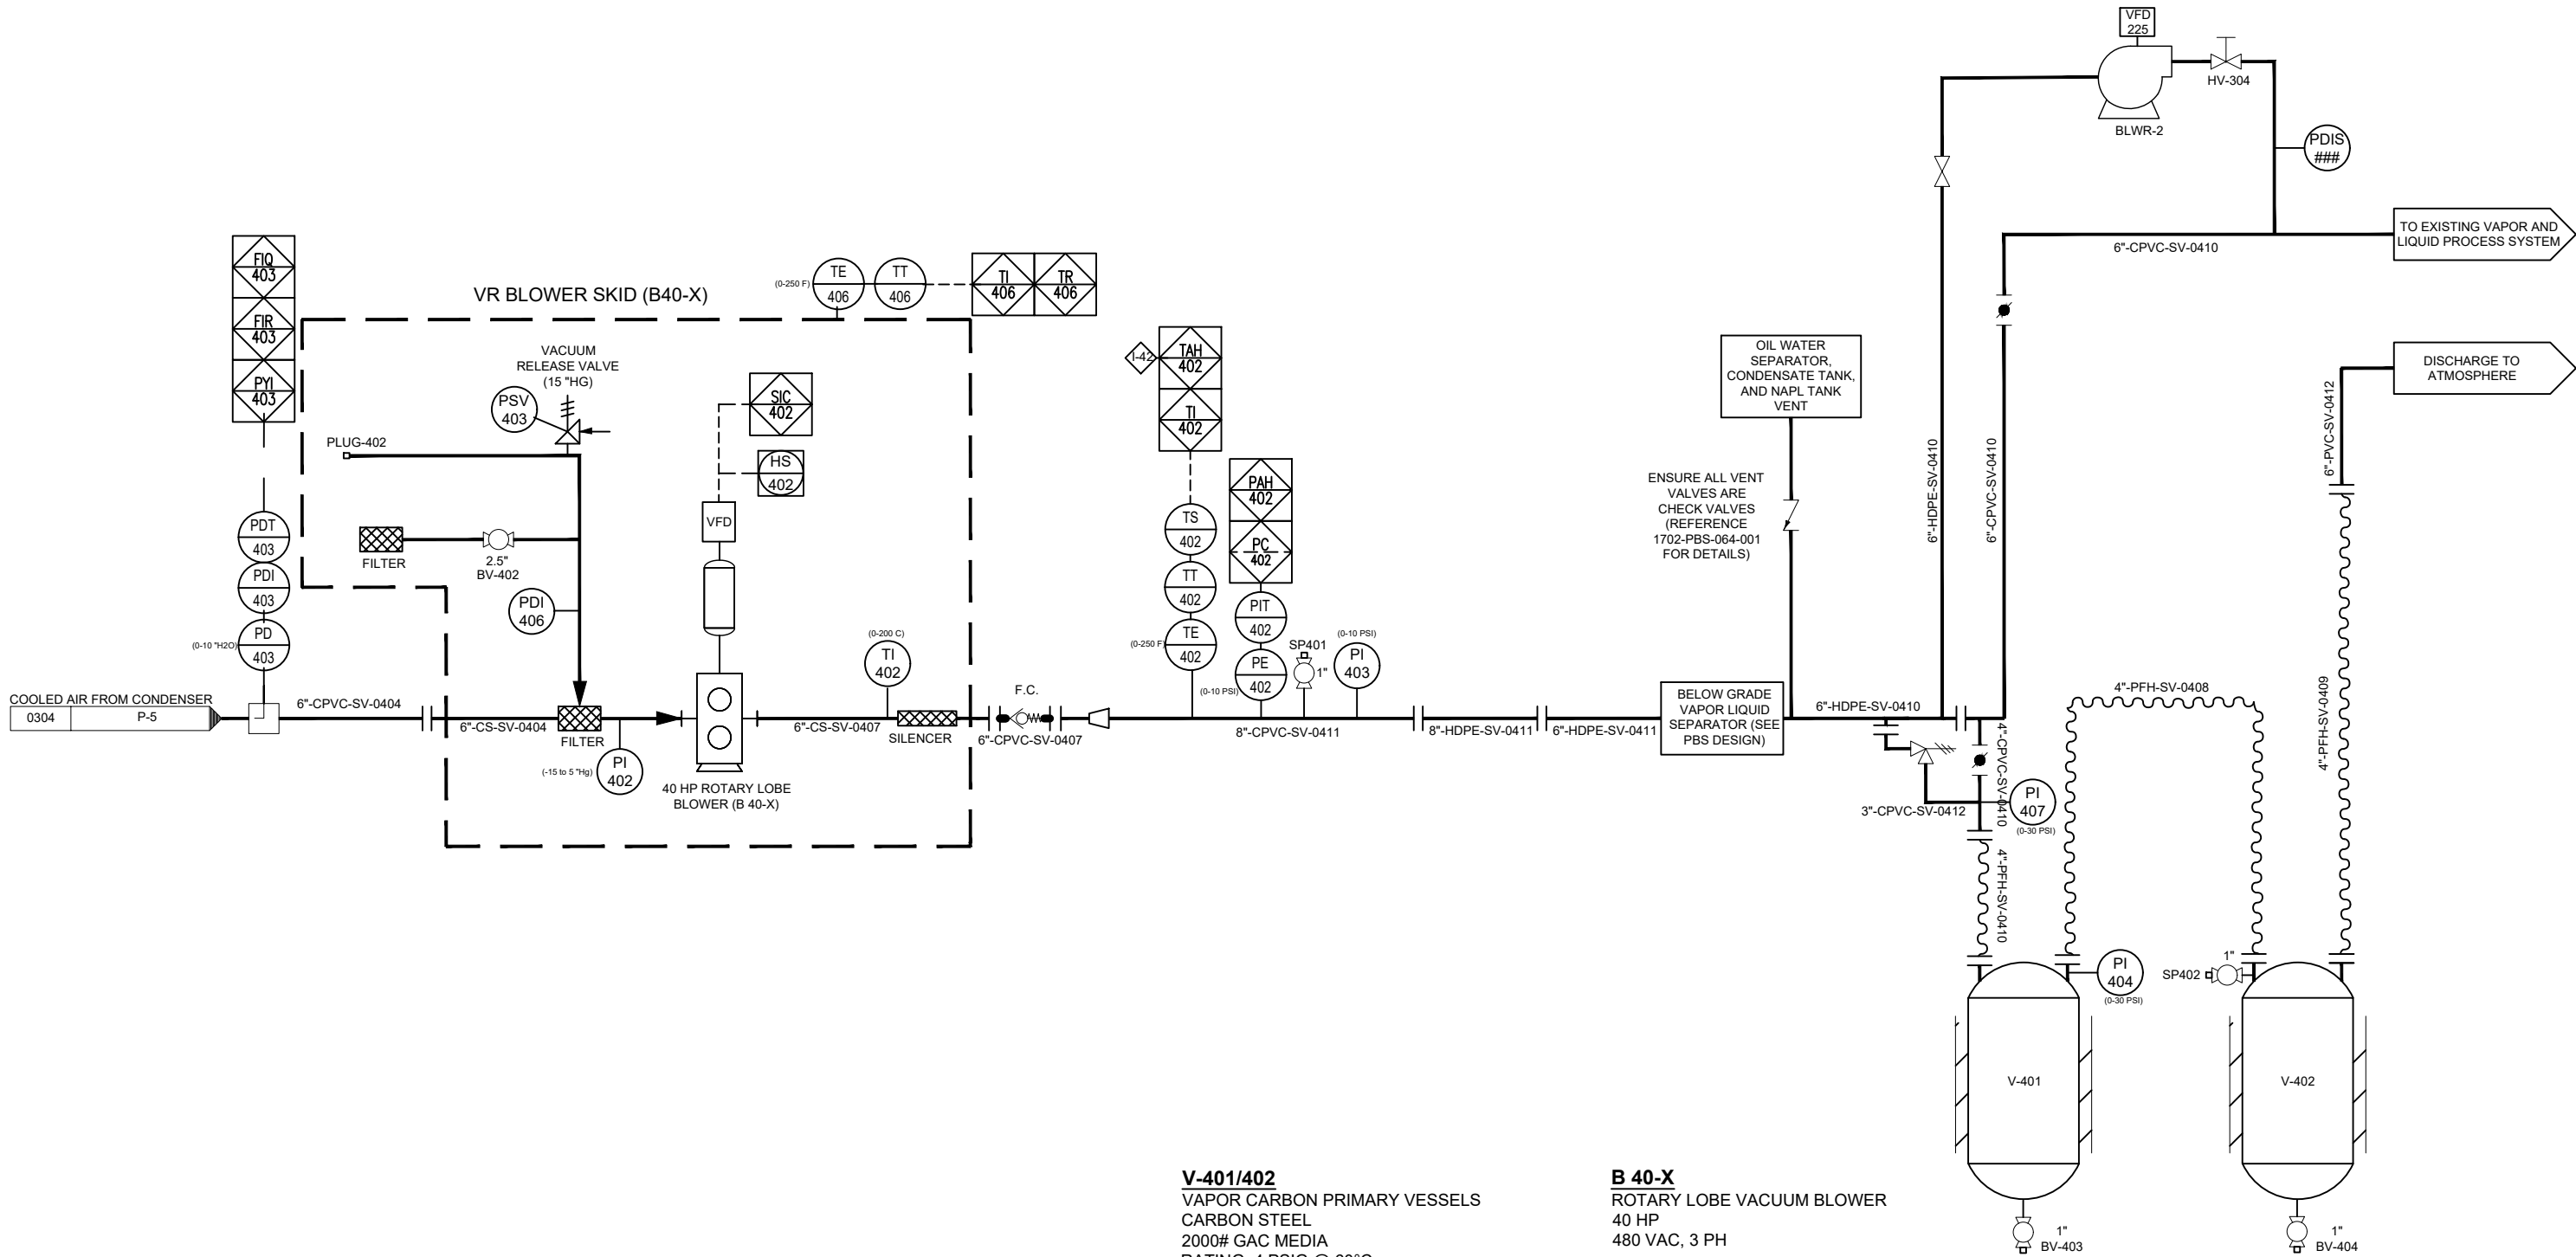 VFD
225
HV-304
BLWR-2
PDIS
###
TO EXISTING VAPOR AND
LIQUID PROCESS SYSTEM
6"-CPVC-SV-0410
FIQ
403
FIR
403
PYI
403
VR BLOWER SKID (B40-X)
(0-250 F)
TE
406
TT
406
TI
406
TR
406
VACUUM
RELEASE VALVE
(15 "HG)
PSV
403
PLUG-402
SIC
402
HS
402
VFD
I-42
TAH
402
TI
402
OIL WATER
SEPARATOR,
CONDENSATE TANK,
AND NAPL TANK
VENT
DISCHARGE TO
ATMOSPHERE
6"-PVC-SV-0412
6"-HDPE-SV-0410
6"-CPVC-SV-0410
ENSURE ALL VENT
VALVES ARE
CHECK VALVES
(REFERENCE
1702-PBS-064-001
FOR DETAILS)
PAH
402
PC
402
PDT
403
PDI
403
PD
403
(0-10 "H2O)
FILTER
2.5"
BV-402
PDI
406
TS
402
TT
402
TE
402
(0-250 F)
PIT
402
PE
402
(0-10 PSI)
SP401
1"
(0-10 PSI)
PI
403
(0-200 C)
TI
402
COOLED AIR FROM CONDENSER
0304 P-5
6"-CPVC-SV-0404
6"-CS-SV-0404
FILTER
(-15 to 5 "Hg)
PI
402
40 HP ROTARY LOBE
BLOWER (B 40-X)
6"-CS-SV-0407
SILENCER
F.C.
6"-CPVC-SV-0407
8"-CPVC-SV-0411
8"-HDPE-SV-0411
6"-HDPE-SV-0411
BELOW GRADE
VAPOR LIQUID
SEPARATOR (SEE
PBS DESIGN)
6"-HDPE-SV-0410
4"-CPVC-SV-0410
3"-CPVC-SV-0412
PI
407
(0-30 PSI)
4"-PFH-SV-0410
4"-PFH-SV-0408
4"-PFH-SV-0409
PI
404
(0-30 PSI)
SP402
1"
V-401
V-402
1"
BV-403
1"
BV-404
V-401/402
VAPOR CARBON PRIMARY VESSELS
CARBON STEEL
2000# GAC MEDIA
B 40-X
ROTARY LOBE VACUUM BLOWER
40 HP
480 VAC, 3 PH